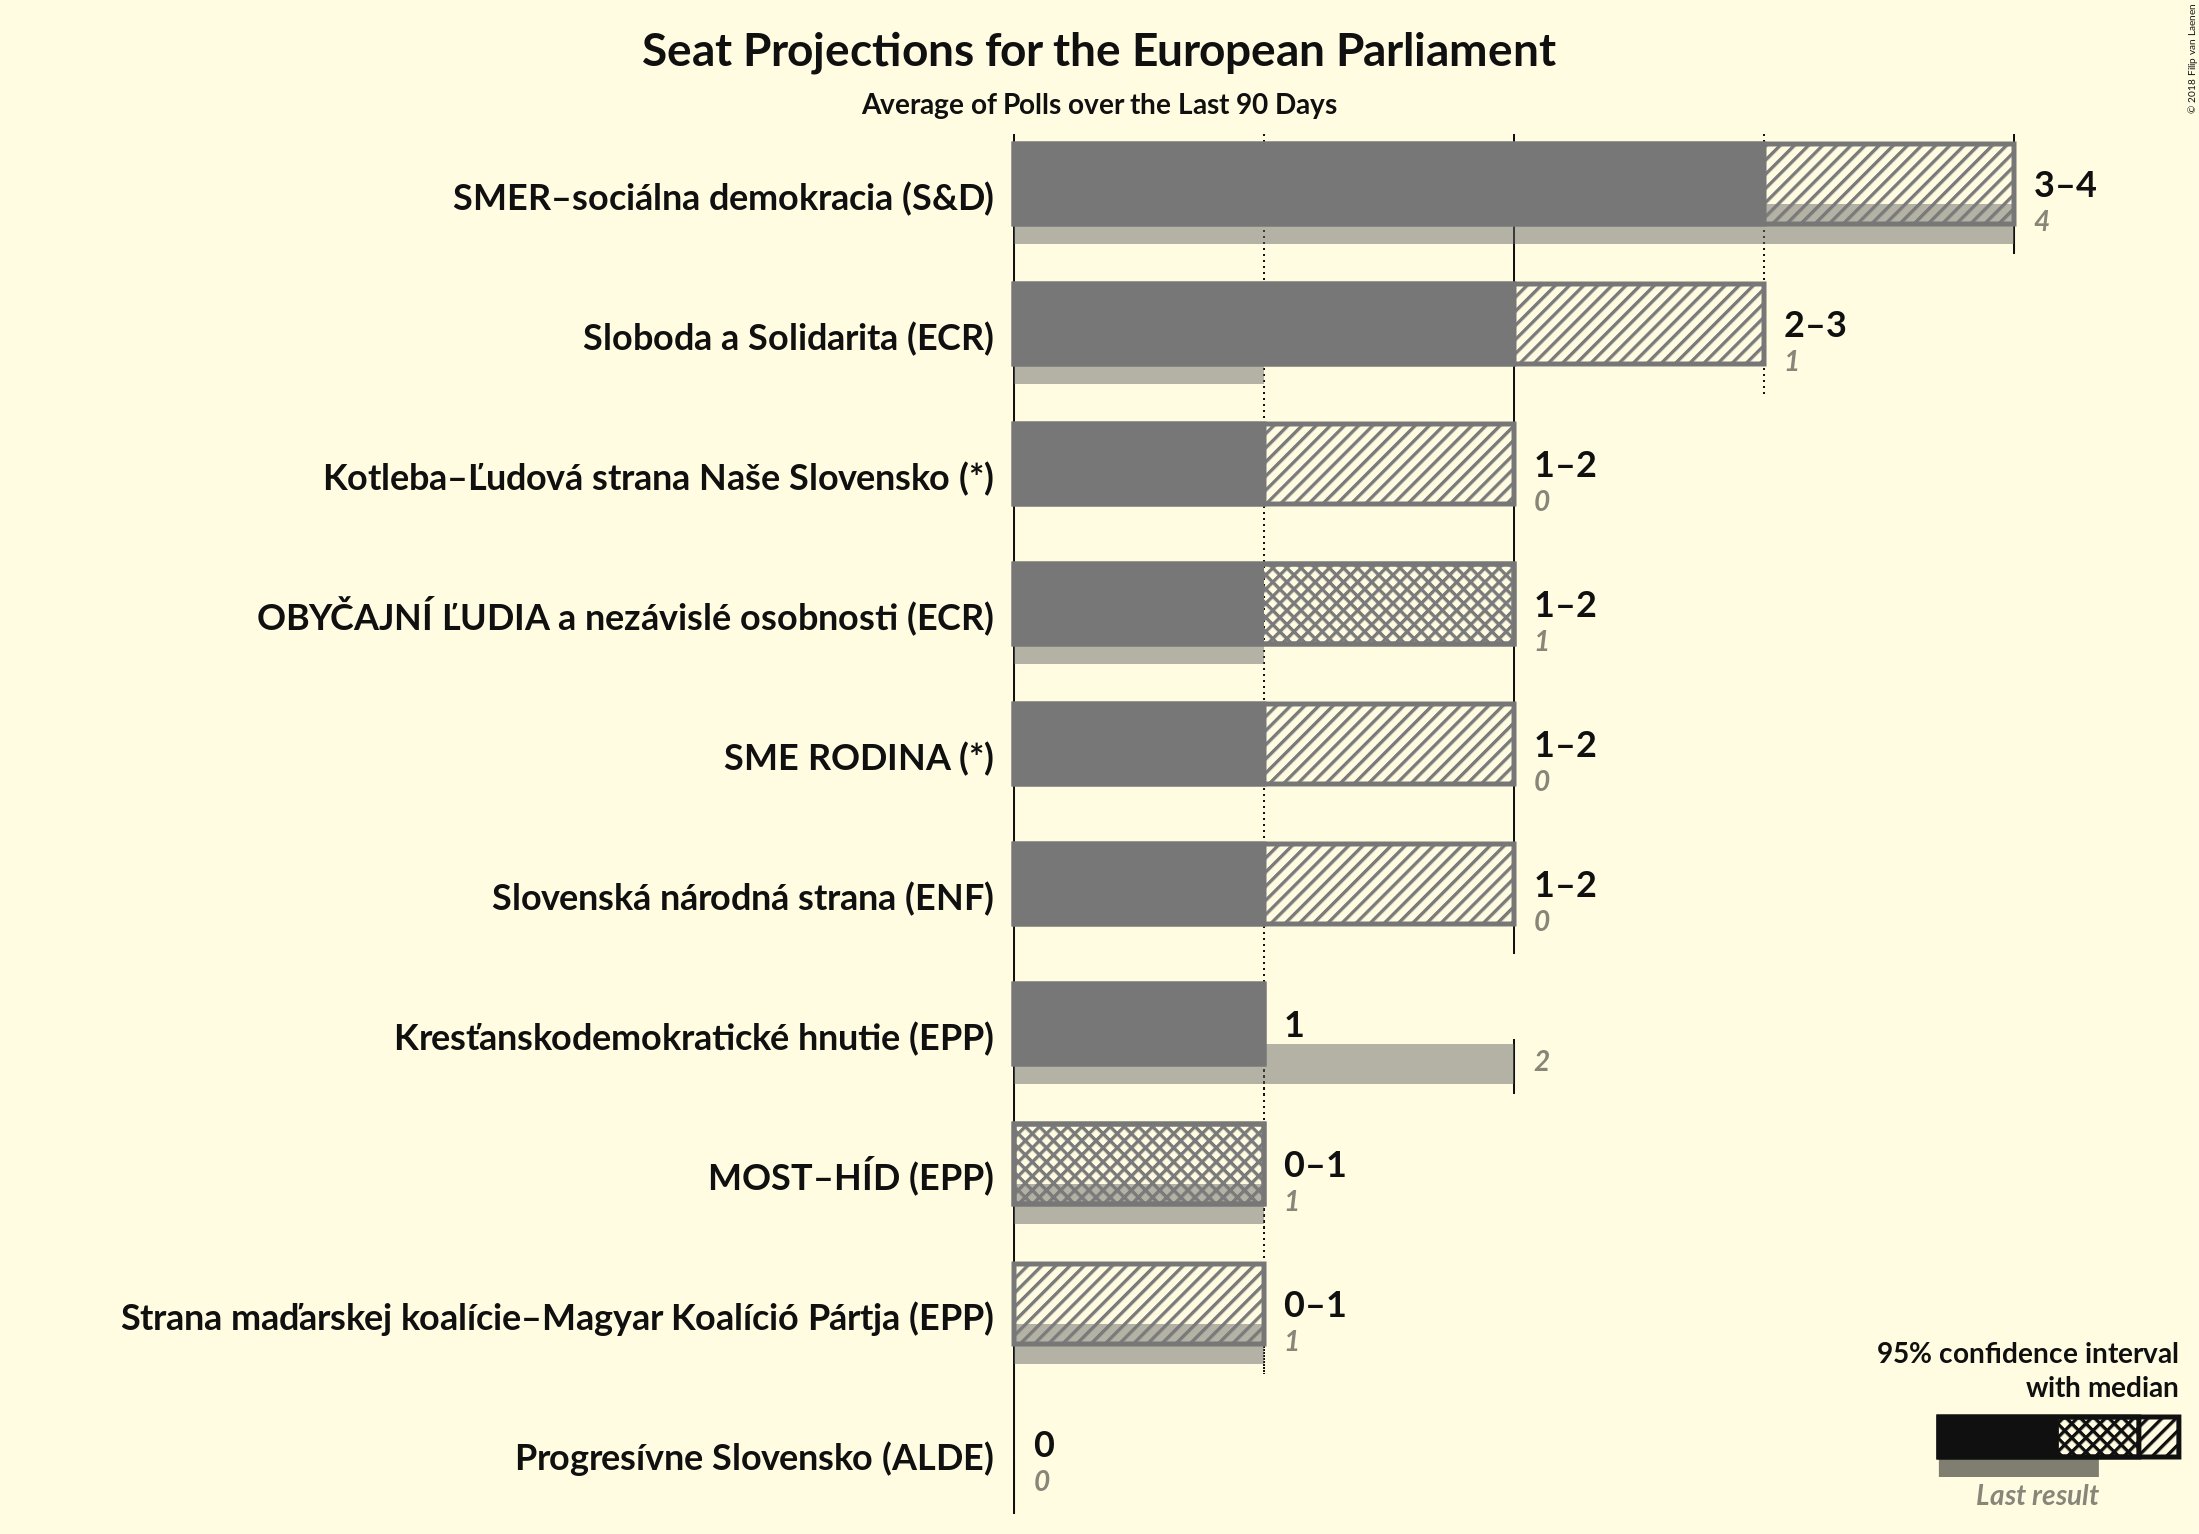 Seat Projections for the European Parliament
Average of Polls over the Last 90 Days
© 2018 Filip van Laenen
SMER–sociálna demokracia (S&D)
3–4
4
Sloboda a Solidarita (ECR)
2–3
1
Kotleba–Ľudová strana Naše Slovensko (*)
1–2
0
OBYČAJNÍ ĽUDIA a nezávislé osobnosti (ECR)
1–2
1
SME RODINA (*)
1–2
0
Slovenská národná strana (ENF)
1–2
0
Kresťanskodemokratické hnutie (EPP)
1
2
MOST–HÍD (EPP)
0–1
1
Strana maďarskej koalície–Magyar Koalíció Pártja (EPP)
0–1
1
Progresívne Slovensko (ALDE)
0
0
95% confidence interval
with median
Last result